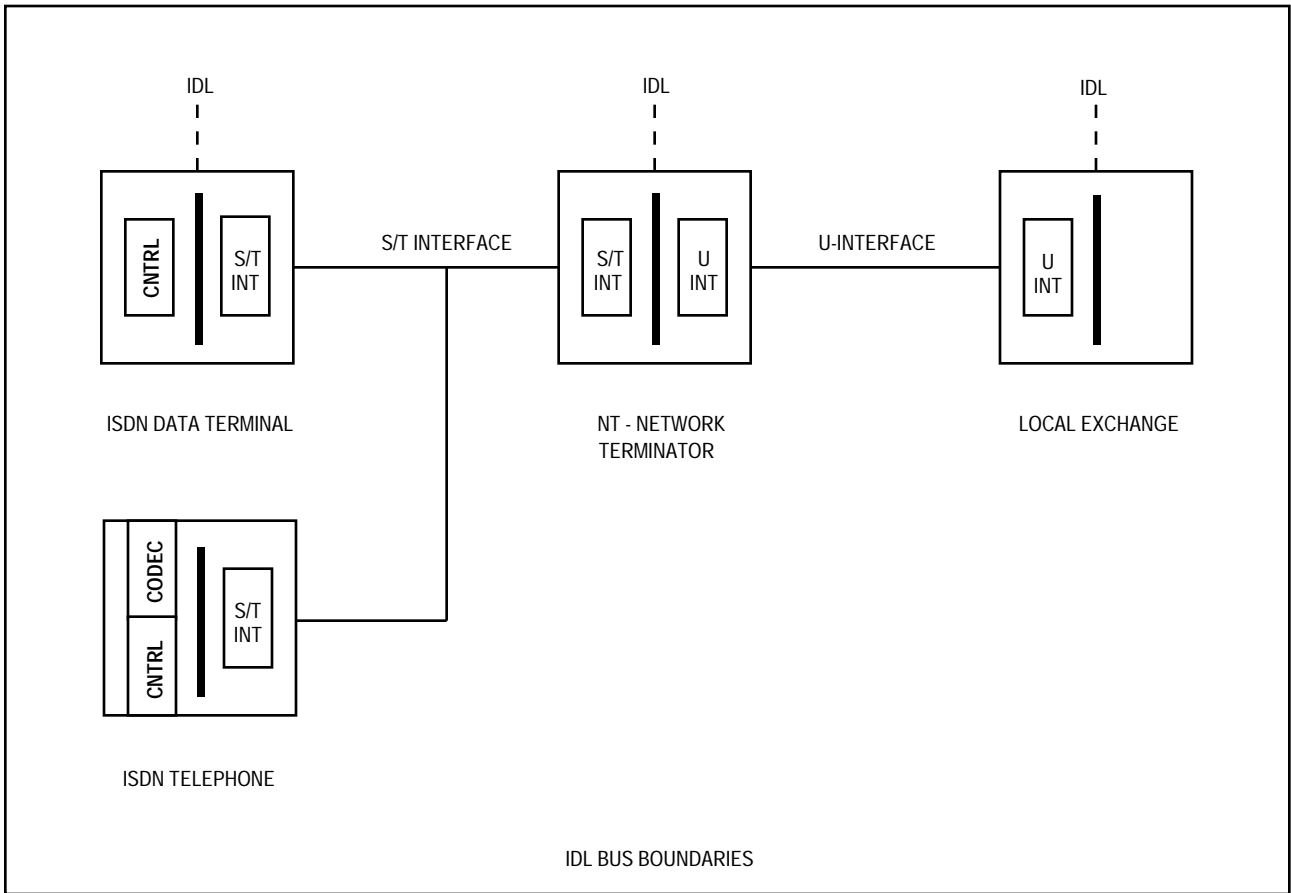 IDL
IDL
IDL
CNTRL
S/T
INT
S/T INTERFACE
S/T
INT
U
INT
U-INTERFACE
U
INT
ISDN DATA TERMINAL
NT - NETWORK
TERMINATOR
LOCAL EXCHANGE
CODEC
CNTRL
S/T
INT
ISDN TELEPHONE
IDL BUS BOUNDARIES